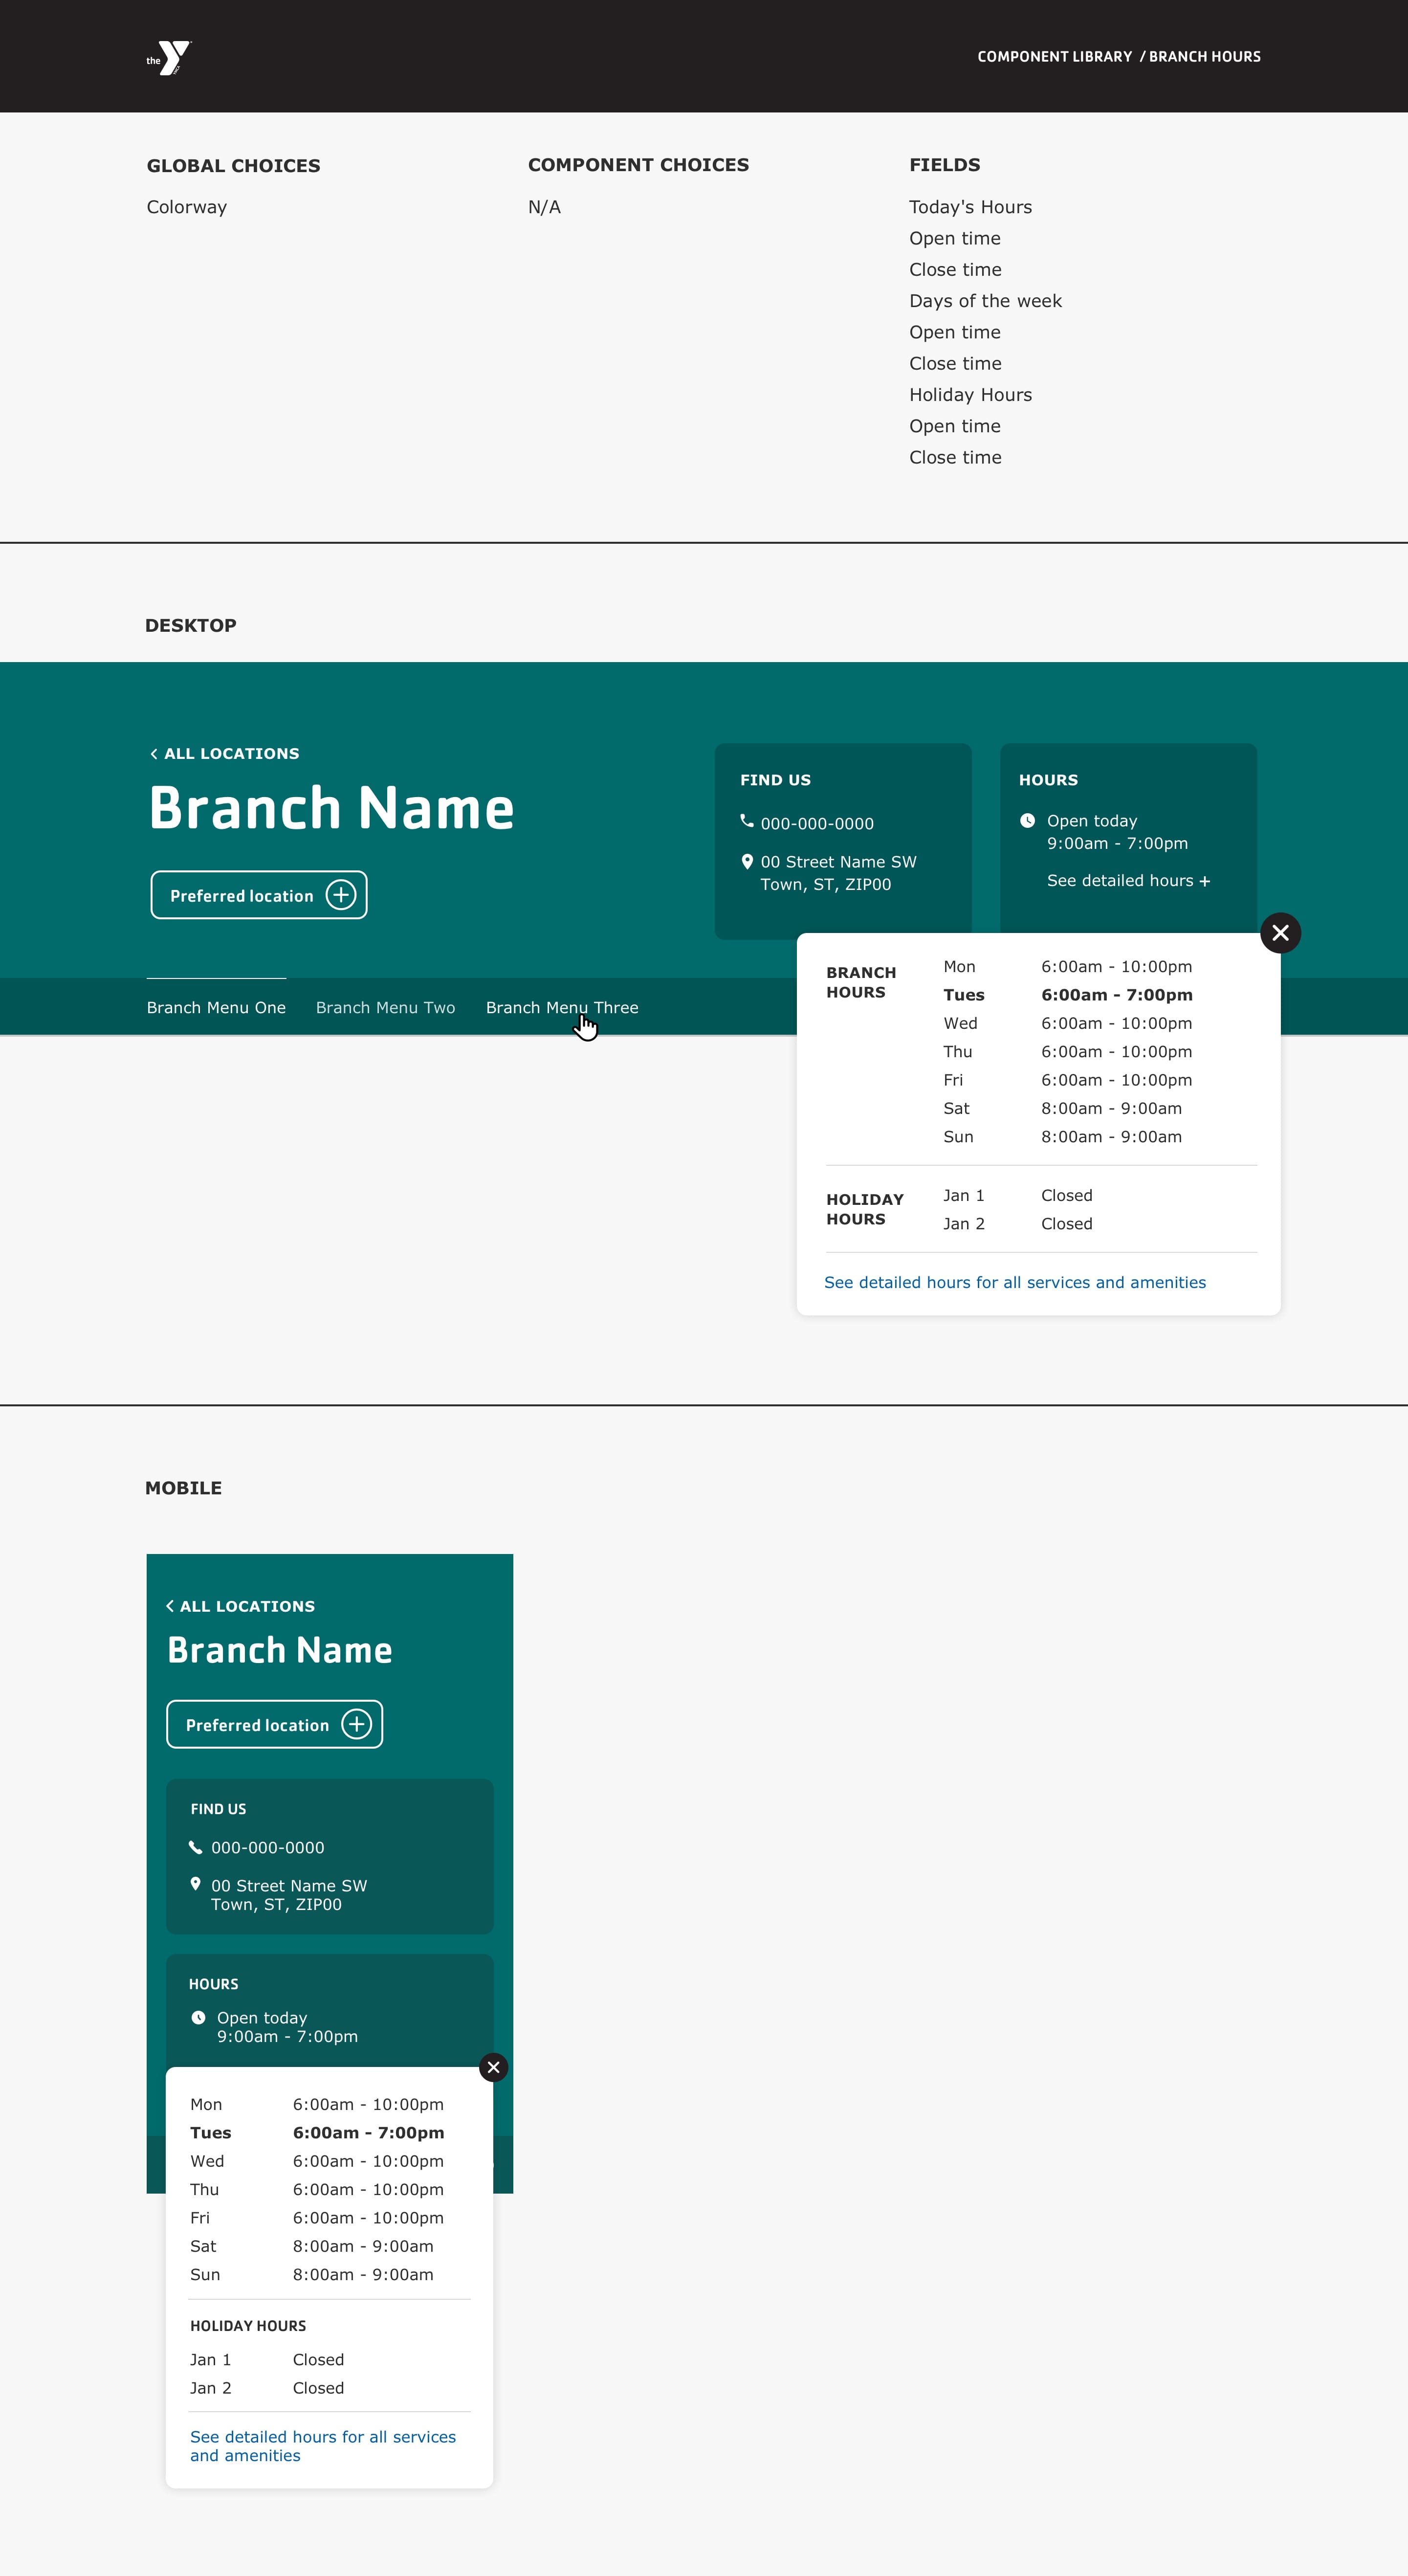 the Y
COMPONENT LIBRARY / BRANCH HOURS
GLOBAL CHOICES
Colorway
COMPONENT CHOICES
N/A
FIELDS
Today's Hours
Open time
Close time
Days of the week
Open time
Close time
Holiday Hours
Open time
Close time
DESKTOP
ALL LOCATIONS
Branch Name
Preferred location
FIND US
000-000-0000
00 Street Name SW
Town, ST, ZIP00
HOURS
Open today
9:00am - 7:00pm
See detailed hours +
Branch Menu One Branch Menu Two Branch Menu Three
BRANCH
HOURS
Mon 6:00am - 10:00pm
Tues 6:00am - 7:00pm
Wed 6:00am - 10:00pm
Thu 6:00am - 10:00pm
Fri 6:00am - 10:00pm
Sat 8:00am - 9:00am
Sun 8:00am - 9:00am
HOLIDAY
HOURS
Jan 1 Closed
Jan 2 Closed
See detailed hours for all services and amenities
MOBILE
ALL LOCATIONS
Branch Name
Preferred location
FIND US
000-000-0000
00 Street Name SW
Town, ST, ZIP00
HOURS
Open today
9:00am - 7:00pm
Mon 6:00am - 10:00pm
Tues 6:00am - 7:00pm
Wed 6:00am - 10:00pm
Thu 6:00am - 10:00pm
Fri 6:00am - 10:00pm
Sat 8:00am - 9:00am
Sun 8:00am - 9:00am
HOLIDAY HOURS
Jan 1 Closed
Jan 2 Closed
See detailed hours for all services
and amenities